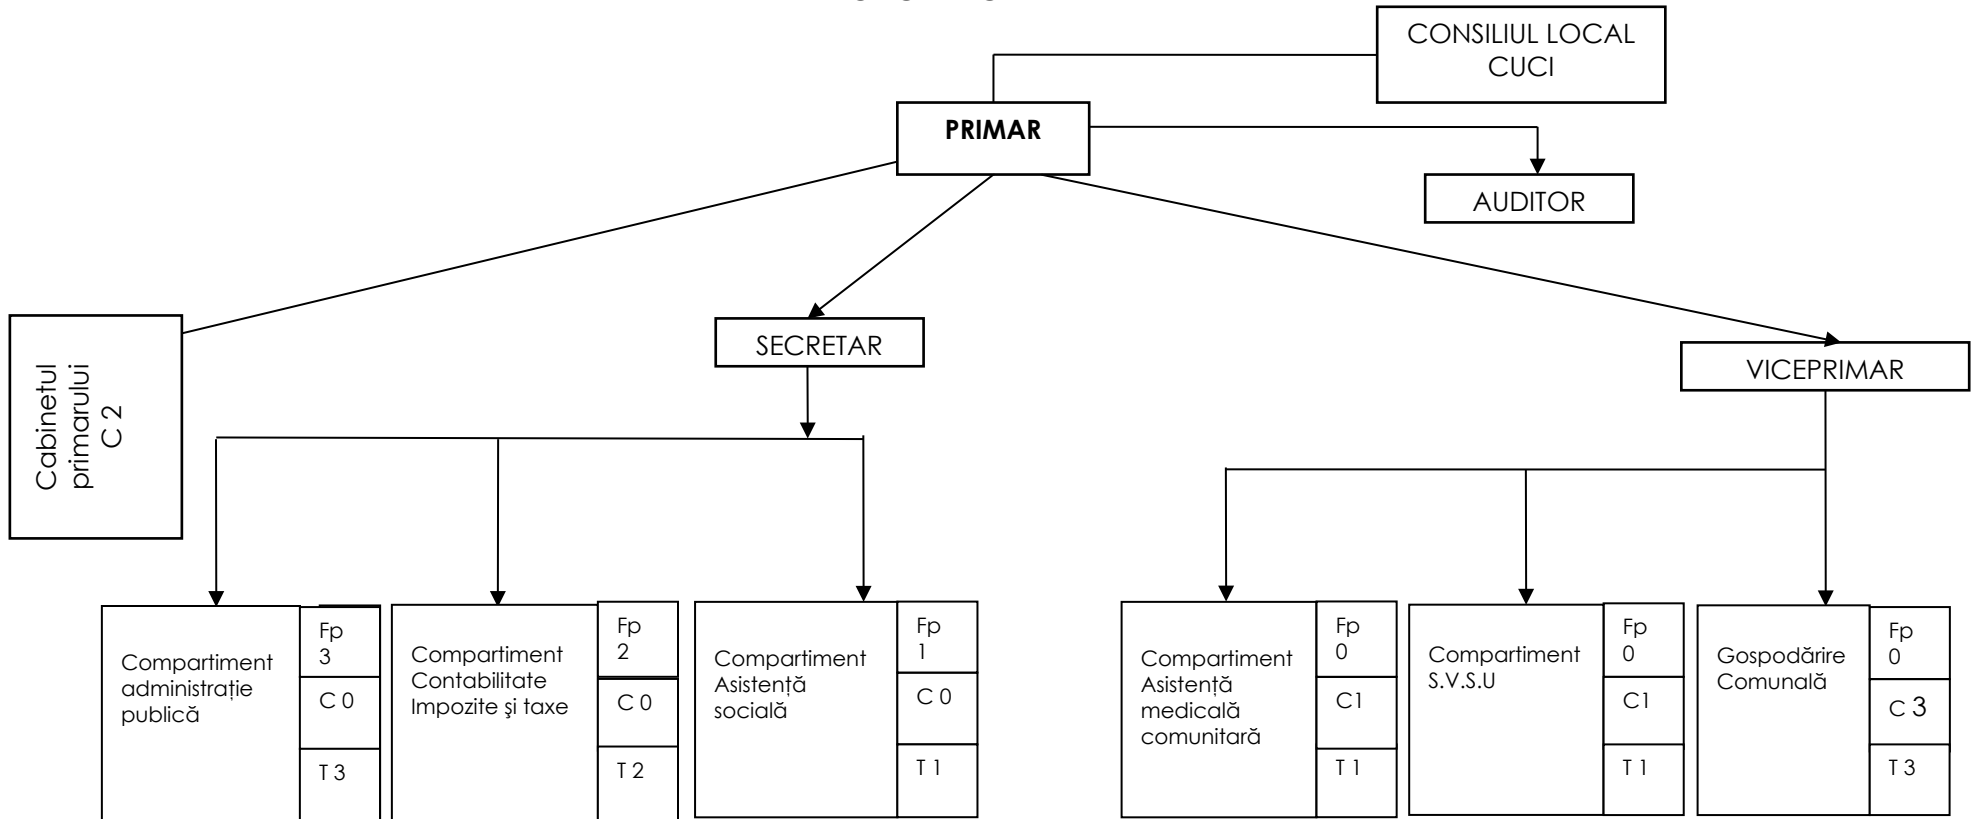 CONSILIUL LOCAL
CUCI
PRIMAR
AUDITOR
SECRETAR
VICEPRIMAR
Cabinetul
primarului
C 2
Compartiment
administrație
publică
Fp
3
C 0
T 3
Compartiment
Contabilitate
Impozite şi taxe
Fp
2
C 0
T 2
Compartiment
Asistență
socială
Fp
1
C 0
T 1
Compartiment
Asistență
medicală
comunitară
Fp
0
C1
T 1
Compartiment
S.V.S.U
Fp
0
C1
T 1
Gospodărire
Comunală
Fp
0
C 3
T 3